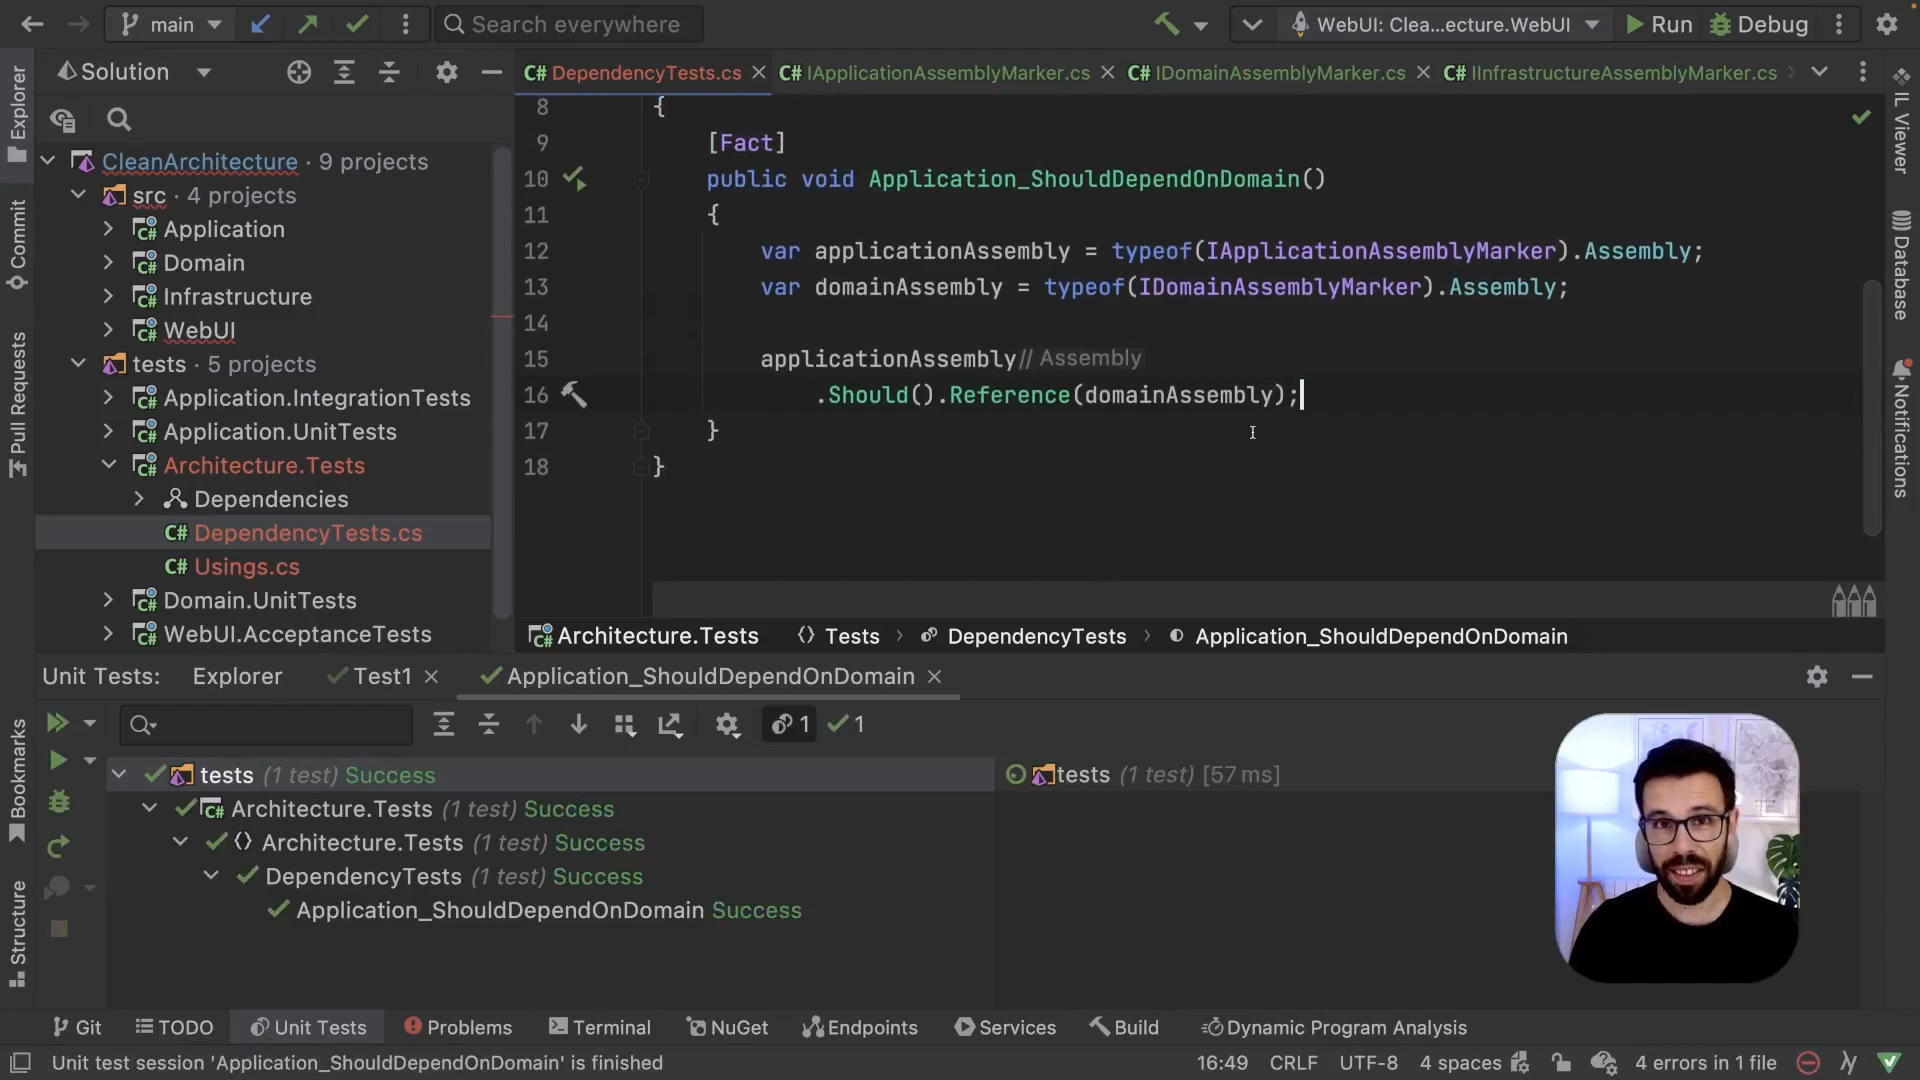 main
Search everywhere
WebUI: Clea...ecture.WebUI
Run
Debug
Explorer
Commit
Pull Requests
Bookmarks
Structure
Solution
C# DependencyTests.cs
C# IApplicationAssemblyMarker.cs
C# IDomainAssemblyMarker.cs
C# IInfrastructureAssemblyMarker.cs
IL Viewer
Database
Notifications
CleanArchitecture · 9 projects
src · 4 projects
C# Application
C# Domain
C# Infrastructure
C# WebUI
tests · 5 projects
C# Application.IntegrationTests
C# Application.UnitTests
C# Architecture.Tests
Dependencies
C# DependencyTests.cs
C# Usings.cs
C# Domain.UnitTests
C# WebUI.AcceptanceTests
8 {
9 [Fact]
10 public void Application_ShouldDependOnDomain()
11 {
12 var applicationAssembly = typeof(IApplicationAssemblyMarker).Assembly;
13 var domainAssembly = typeof(IDomainAssemblyMarker).Assembly;
14
15 applicationAssembly// Assembly
16 .Should().Reference(domainAssembly);
17 }
18 }
C# Architecture.Tests
Tests
DependencyTests
Application_ShouldDependOnDomain
Unit Tests:
Explorer
Test1
Application_ShouldDependOnDomain
1
1
tests (1 test) Success
C# Architecture.Tests (1 test) Success
Architecture.Tests (1 test) Success
DependencyTests (1 test) Success
Application_ShouldDependOnDomain Success
tests (1 test) [57 ms]
Git
TODO
Unit Tests
Problems
Terminal
NuGet
Endpoints
Services
Build
Dynamic Program Analysis
Unit test session 'Application_ShouldDependOnDomain' is finished
16:49
CRLF
UTF-8
4 spaces
4 errors in 1 file